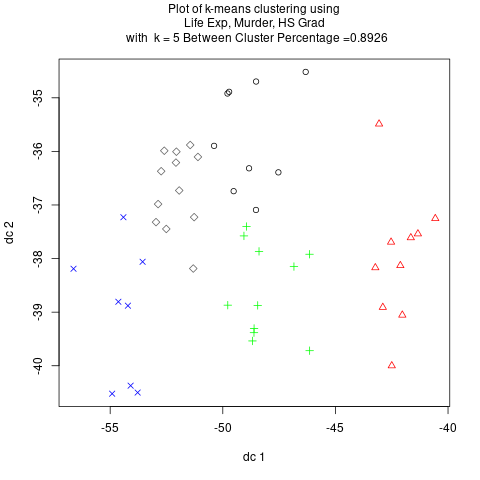 Plot of k-means clustering using
Life Exp, Murder, HS Grad
with k = 5 Between Cluster Percentage =0.8926
-35
-36
-37
-38
-39
-40
dc 2
-55 -50 -45 -40
dc 1